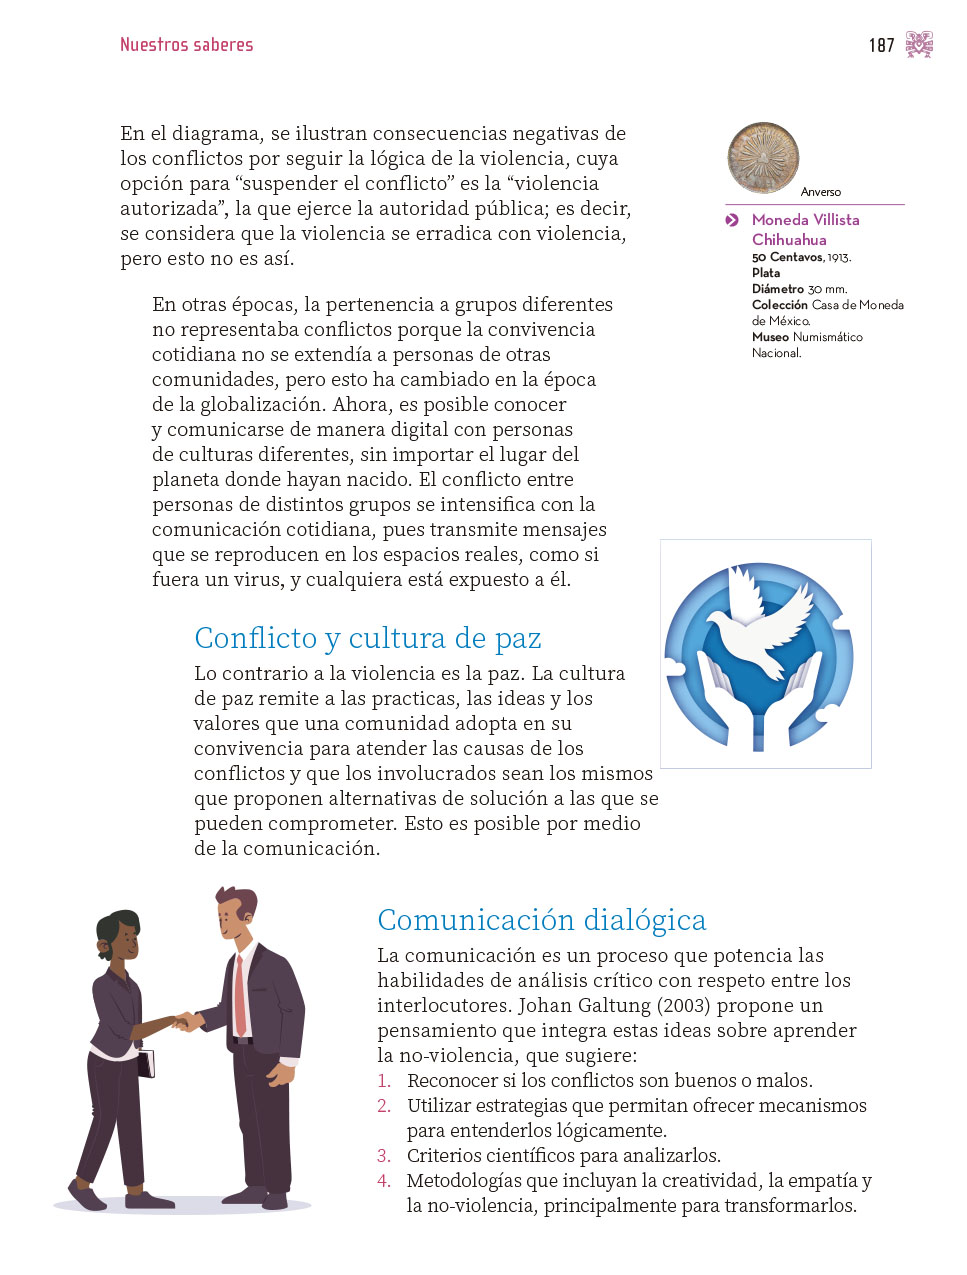 Nuestros saberes
187
En el diagrama, se ilustran consecuencias negativas de
los conflictos por seguir la lógica de la violencia, cuya
opción para “suspender el conflicto” es la “violencia
autorizada”, la que ejerce la autoridad pública; es decir,
se considera que la violencia se erradica con violencia,
pero esto no es así.
Anverso
Moneda Villista
Chihuahua
50 Centavos, 1913.
Plata
Diámetro 30 mm.
Colección Casa de Moneda
de México.
Museo Numismático
Nacional.
En otras épocas, la pertenencia a grupos diferentes
no representaba conflictos porque la convivencia
cotidiana no se extendía a personas de otras
comunidades, pero esto ha cambiado en la época
de la globalización. Ahora, es posible conocer
y comunicarse de manera digital con personas
de culturas diferentes, sin importar el lugar del
planeta donde hayan nacido. El conflicto entre
personas de distintos grupos se intensifica con la
comunicación cotidiana, pues transmite mensajes
que se reproducen en los espacios reales, como si
fuera un virus, y cualquiera está expuesto a él.
Conflicto y cultura de paz
Lo contrario a la violencia es la paz. La cultura
de paz remite a las practicas, las ideas y los
valores que una comunidad adopta en su
convivencia para atender las causas de los
conflictos y que los involucrados sean los mismos
que proponen alternativas de solución a las que se
pueden comprometer. Esto es posible por medio
de la comunicación.
Comunicación dialógica
La comunicación es un proceso que potencia las
habilidades de análisis crítico con respeto entre los
interlocutores. Johan Galtung (2003) propone un
pensamiento que integra estas ideas sobre aprender
la no-violencia, que sugiere:
1. Reconocer si los conflictos son buenos o malos.
2. Utilizar estrategias que permitan ofrecer mecanismos
para entenderlos lógicamente.
3. Criterios científicos para analizarlos.
4. Metodologías que incluyan la creatividad, la empatía y
la no-violencia, principalmente para transformarlos.